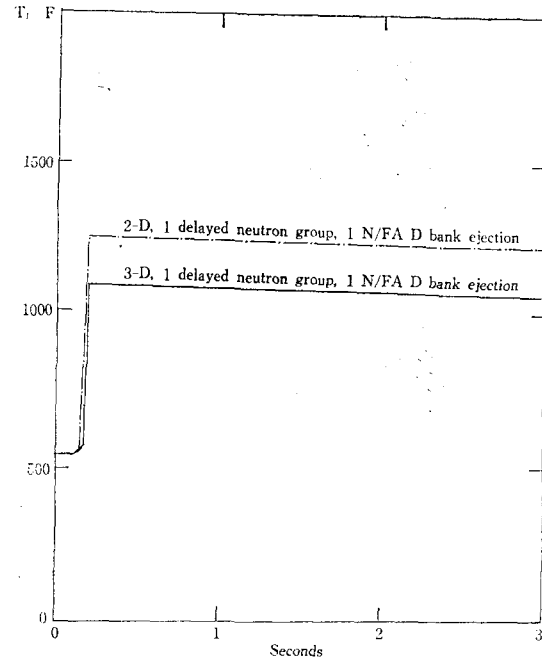 T, F
1500
2-D, 1 delayed neutron group, 1 N/FA D bank ejection
3-D, 1 delayed neutron group, 1 N/FA D bank ejection
1000
500
0
0 1 2 3
Seconds